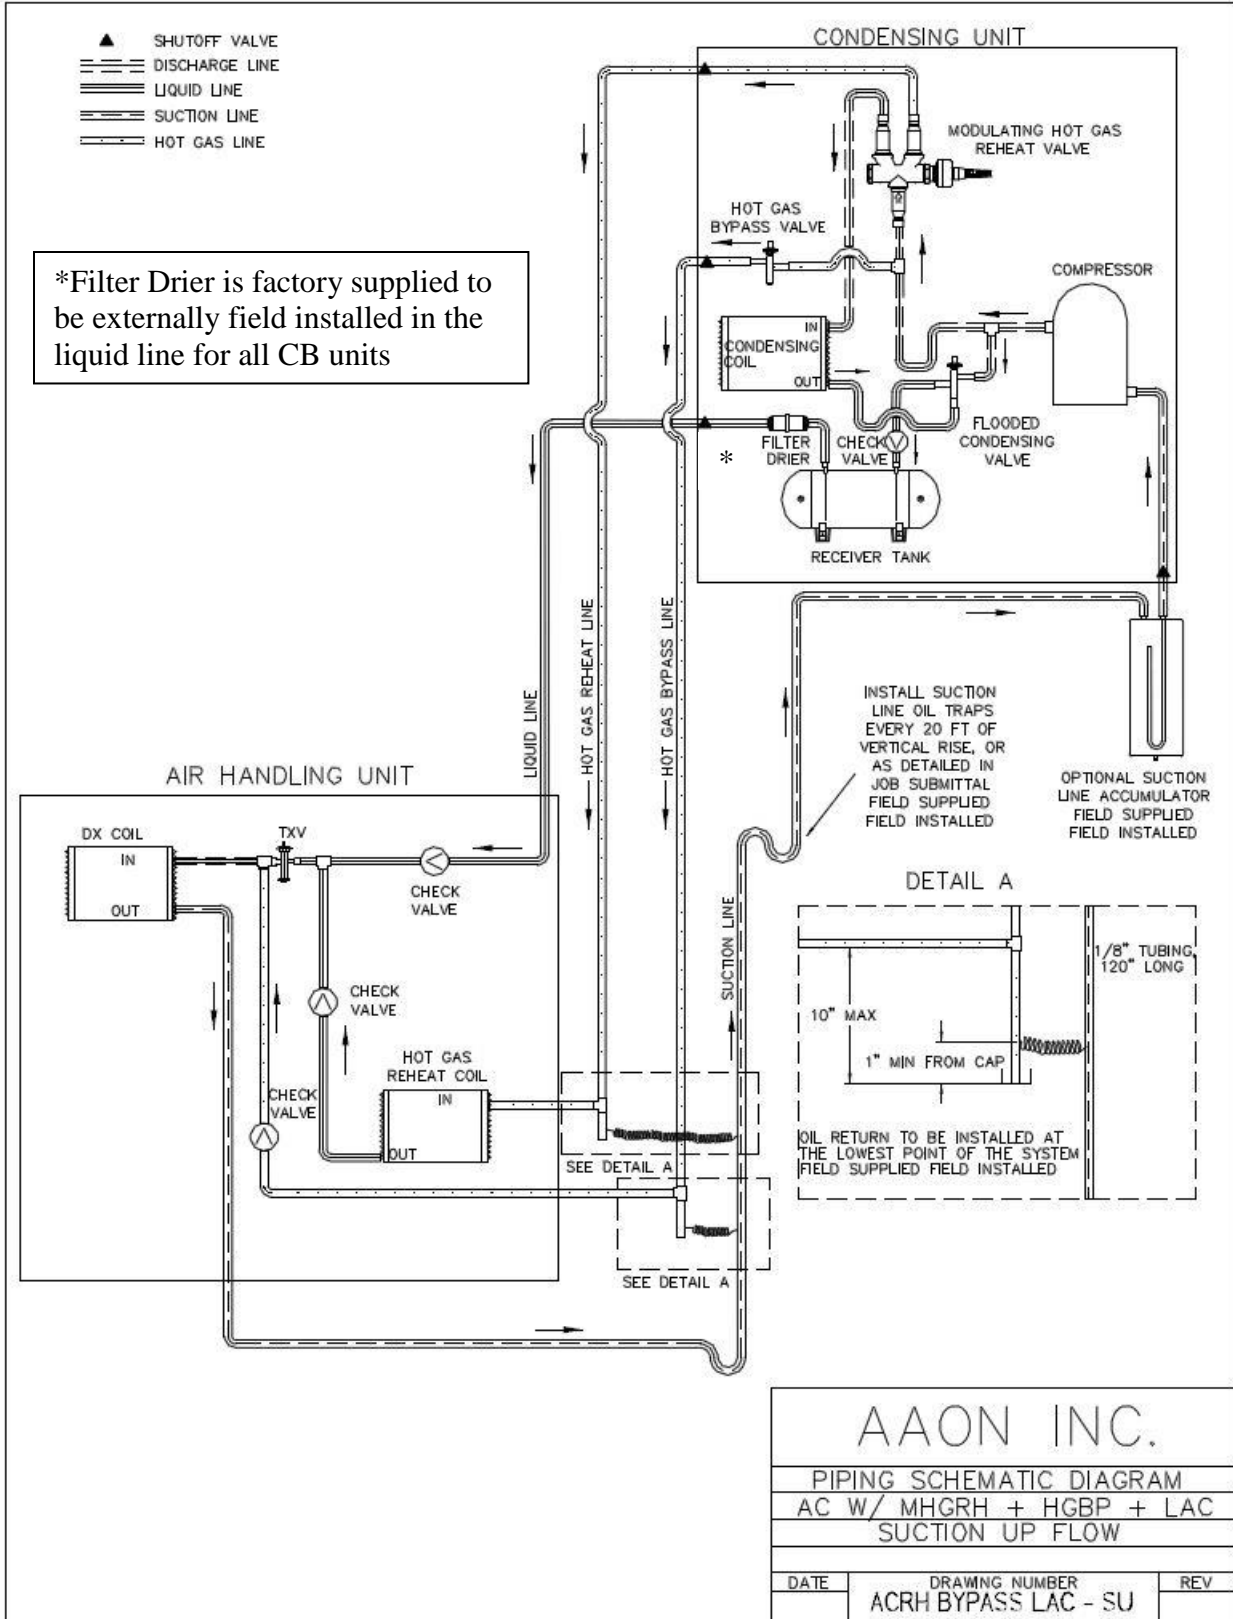 SHUTOFF VALVE
DISCHARGE LINE
LIQUID LINE
SUCTION LINE
HOT GAS LINE
*Filter Drier is factory supplied to
be externally field installed in the
liquid line for all CB units
CONDENSING UNIT
MODULATING HOT GAS
REHEAT VALVE
HOT GAS
BYPASS VALVE
COMPRESSOR
IN
CONDENSING
COIL
OUT
FILTER
DRIER
*
CHECK
VALVE
FLOODED
CONDENSING
VALVE
RECEIVER TANK
LIQUID LINE
HOT GAS REHEAT LINE
HOT GAS BYPASS LINE
SUCTION LINE
INSTALL SUCTION
LINE OIL TRAPS
EVERY 20 FT OF
VERTICAL RISE, OR
AS DETAILED IN
JOB SUBMITTAL
FIELD SUPPLIED
FIELD INSTALLED
OPTIONAL SUCTION
LINE ACCUMULATOR
FIELD SUPPLIED
FIELD INSTALLED
AIR HANDLING UNIT
DX COIL
IN
OUT
TXV
CHECK
VALVE
CHECK
VALVE
HOT GAS
REHEAT COIL
IN
OUT
CHECK
VALVE
SEE DETAIL A
SEE DETAIL A
DETAIL A
1/8" TUBING,
120" LONG
10" MAX
1" MIN FROM CAP
OIL RETURN TO BE INSTALLED AT
THE LOWEST POINT OF THE SYSTEM
FIELD SUPPLIED FIELD INSTALLED
AAON INC.
PIPING SCHEMATIC DIAGRAM
AC W/ MHGRH + HGBP + LAC
SUCTION UP FLOW
DATE
DRAWING NUMBER
REV
ACRH BYPASS LAC - SU